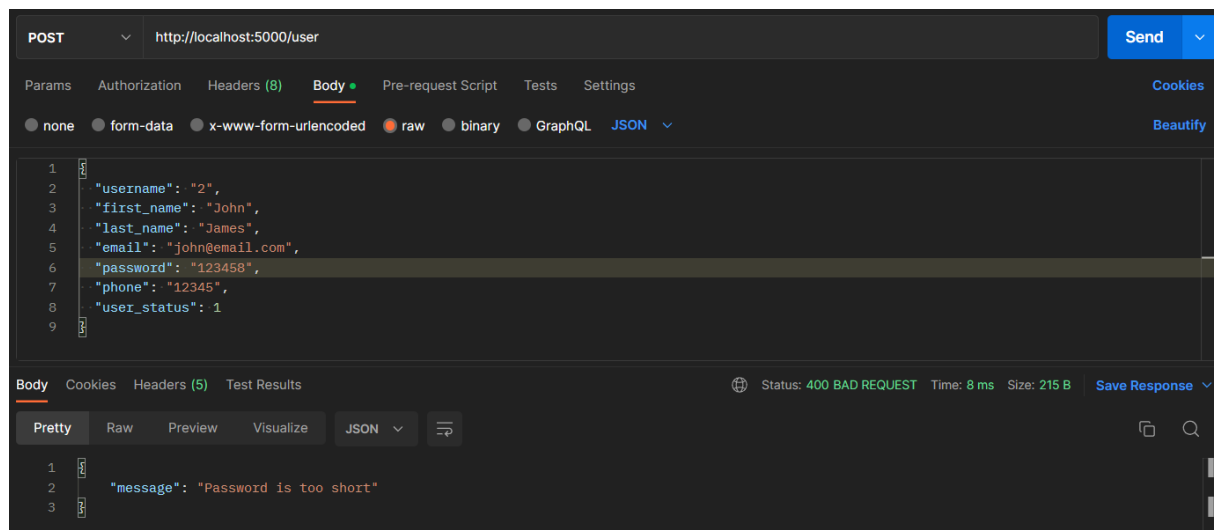 POST http://localhost:5000/user Send
Params Authorization Headers (8) Body Pre-request Script Tests Settings Cookies
none form-data x-www-form-urlencoded raw binary GraphQL JSON Beautify
1 {
2 "username": "2",
3 "first_name": "John",
4 "last_name": "James",
5 "email": "john@email.com",
6 "password": "123458",
7 "phone": "12345",
8 "user_status": 1
9 }
Body Cookies Headers (5) Test Results Status: 400 BAD REQUEST Time: 8 ms Size: 215 B Save Response
Pretty Raw Preview Visualize JSON
1 {
2 "message": "Password is too short"
3 }